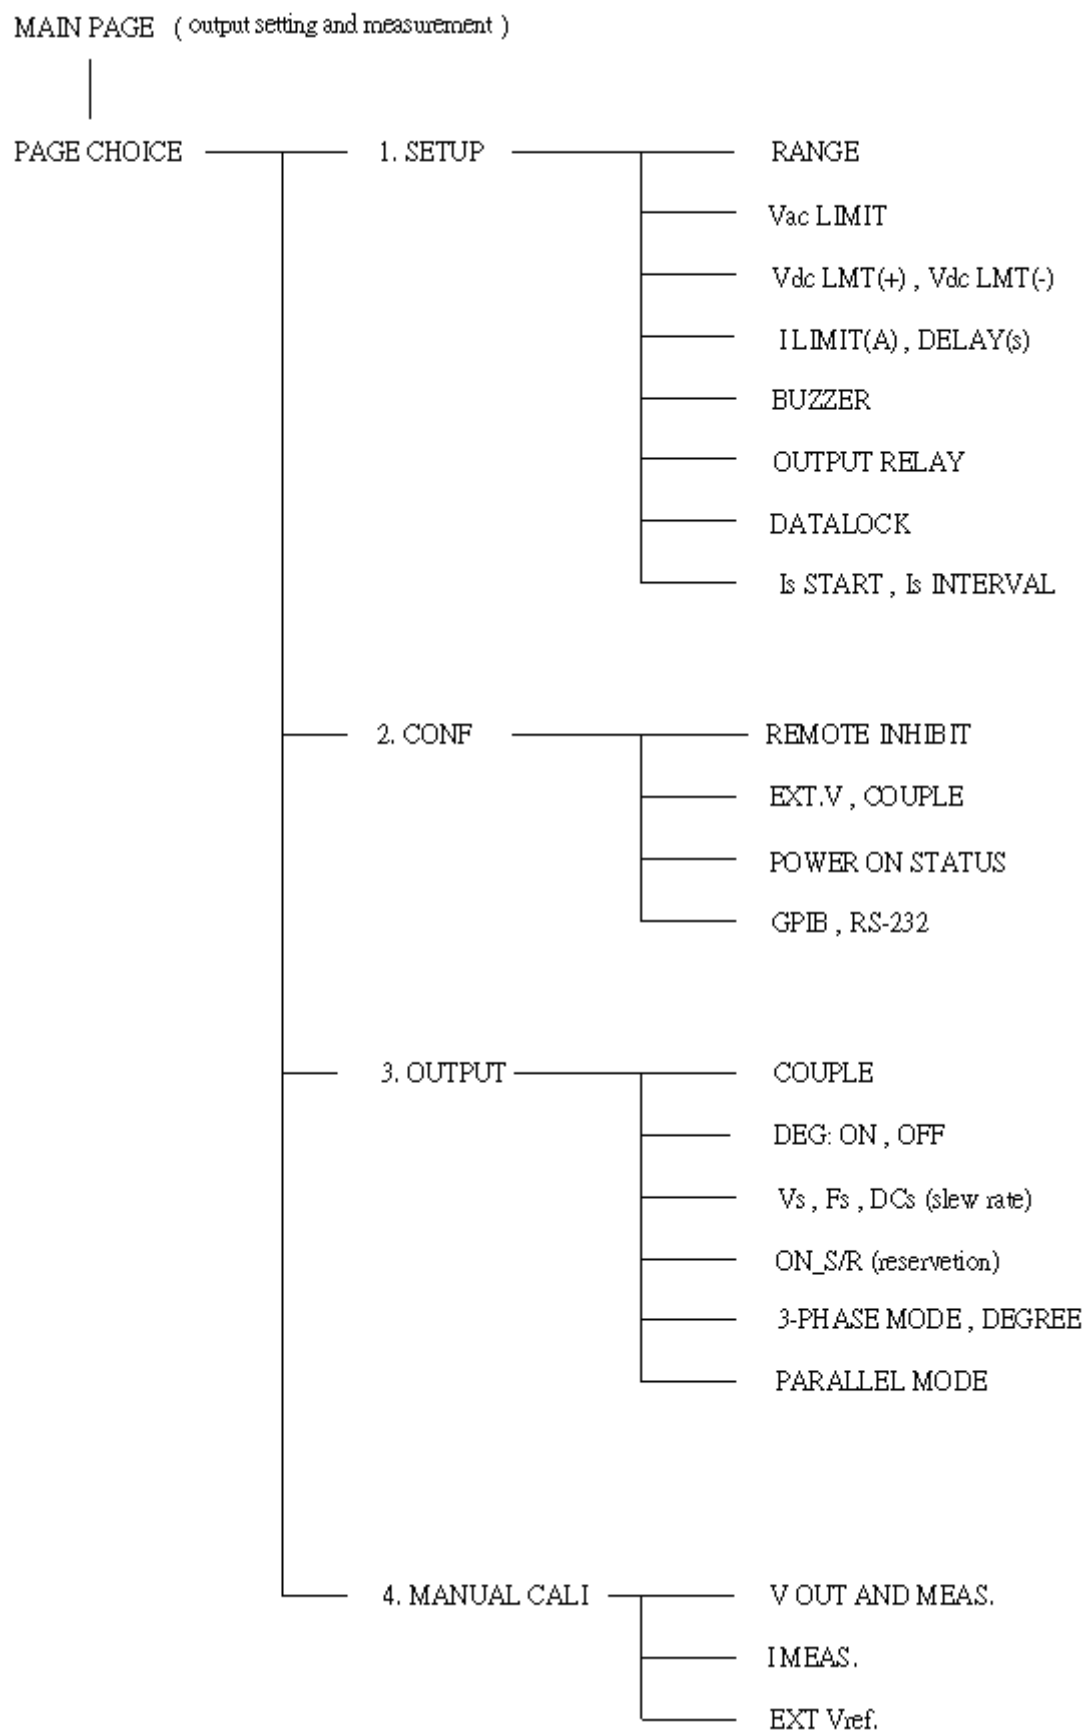 MAIN PAGE ( output setting and measurement )
PAGE CHOICE
1. SETUP
RANGE
Vac LIMIT
Vdc LMT(+) , Vdc LMT(-)
I LIMIT(A) , DELAY(s)
BUZZER
OUTPUT RELAY
DATALOCK
Is START , Is INTERVAL
2. CONF
REMOTE INHIBIT
EXT.V , COUPLE
POWER ON STATUS
GPIB , RS-232
3. OUTPUT
COUPLE
DEG: ON , OFF
Vs , Fs , DCs (slew rate)
ON_S/R (reservetion)
3-PHASE MODE , DEGREE
PARALLEL MODE
4. MANUAL CALI
V OUT AND MEAS.
I MEAS.
EXT Vref.